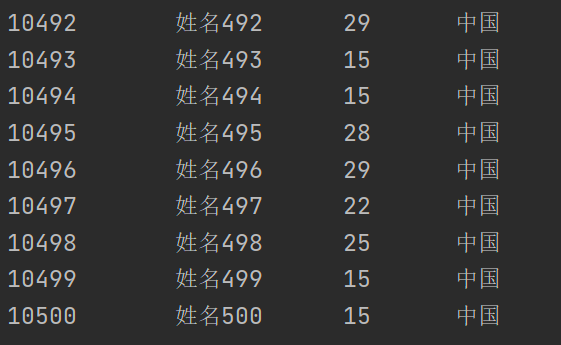 10492 姓名492 29 中国
10493 姓名493 15 中国
10494 姓名494 15 中国
10495 姓名495 28 中国
10496 姓名496 29 中国
10497 姓名497 22 中国
10498 姓名498 25 中国
10499 姓名499 15 中国
10500 姓名500 15 中国